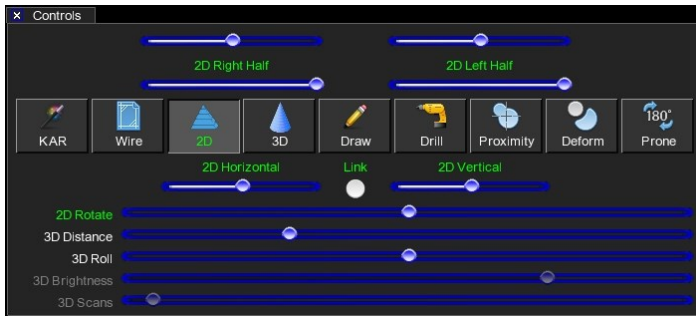 × Controls
2D Right Half 2D Left Half
KAR Wire 2D 3D Draw Drill Proximity Deform 180° Prone
2D Horizontal Link 2D Vertical
2D Rotate
3D Distance
3D Roll
3D Brightness
3D Scans